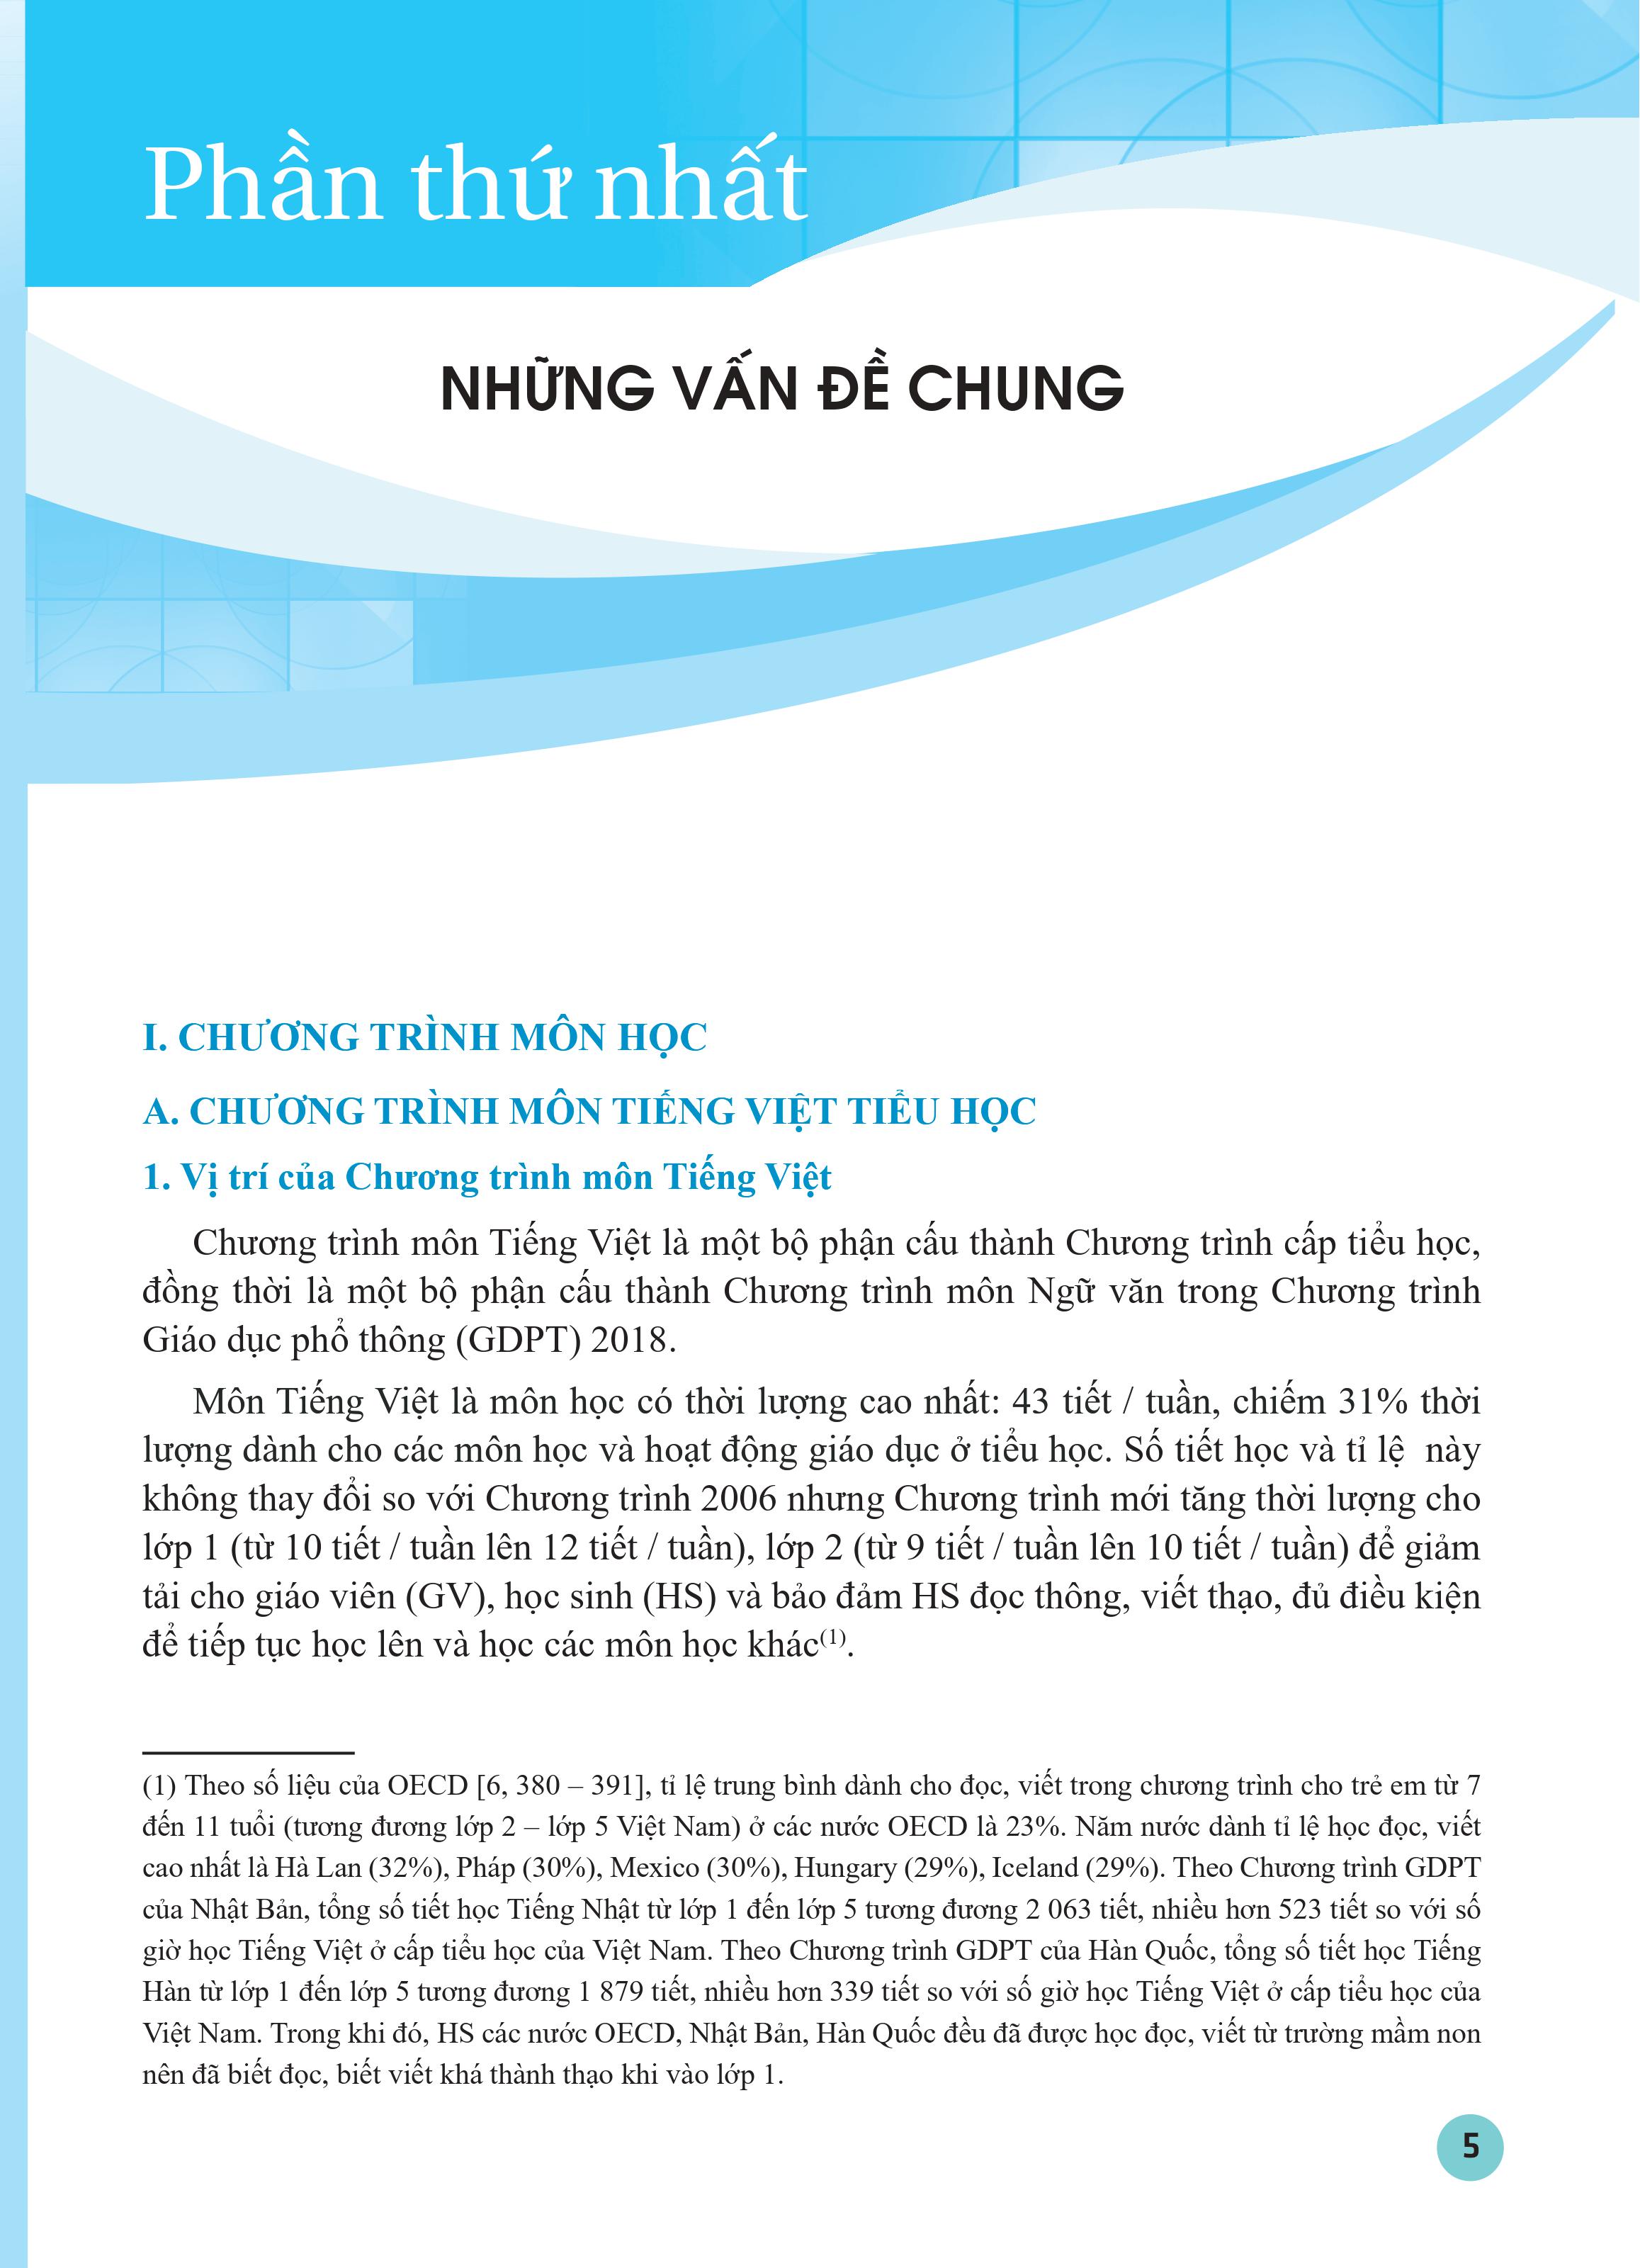 Phần thứ nhất
NHỮNG VẤN ĐỀ CHUNG
I. CHƯƠNG TRÌNH MÔN HỌC
A. CHƯƠNG TRÌNH MÔN TIẾNG VIỆT TIỂU HỌC
1. Vị trí của Chương trình môn Tiếng Việt
Chương trình môn Tiếng Việt là một bộ phận cấu thành Chương trình cấp tiểu học,
đồng thời là một bộ phận cấu thành Chương trình môn Ngữ văn trong Chương trình
Giáo dục phổ thông (GDPT) 2018.
Môn Tiếng Việt là môn học có thời lượng cao nhất: 43 tiết / tuần, chiếm 31% thời
lượng dành cho các môn học và hoạt động giáo dục ở tiểu học. Số tiết học và tỉ lệ này
không thay đổi so với Chương trình 2006 nhưng Chương trình mới tăng thời lượng cho
lớp 1 (từ 10 tiết / tuần lên 12 tiết / tuần), lớp 2 (từ 9 tiết / tuần lên 10 tiết / tuần) để giảm
tải cho giáo viên (GV), học sinh (HS) và bảo đảm HS đọc thông, viết thạo, đủ điều kiện
để tiếp tục học lên và học các môn học khác(1).
(1) Theo số liệu của OECD [6, 380 – 391], tỉ lệ trung bình dành cho đọc, viết trong chương trình cho trẻ em từ 7
đến 11 tuổi (tương đương lớp 2 – lớp 5 Việt Nam) ở các nước OECD là 23%. Năm nước dành tỉ lệ học đọc, viết
cao nhất là Hà Lan (32%), Pháp (30%), Mexico (30%), Hungary (29%), Iceland (29%). Theo Chương trình GDPT
của Nhật Bản, tổng số tiết học Tiếng Nhật từ lớp 1 đến lớp 5 tương đương 2 063 tiết, nhiều hơn 523 tiết so với số
giờ học Tiếng Việt ở cấp tiểu học của Việt Nam. Theo Chương trình GDPT của Hàn Quốc, tổng số tiết học Tiếng
Hàn từ lớp 1 đến lớp 5 tương đương 1 879 tiết, nhiều hơn 339 tiết so với số giờ học Tiếng Việt ở cấp tiểu học của
Việt Nam. Trong khi đó, HS các nước OECD, Nhật Bản, Hàn Quốc đều đã được học đọc, viết từ trường mầm non
nên đã biết đọc, biết viết khá thành thạo khi vào lớp 1.
5